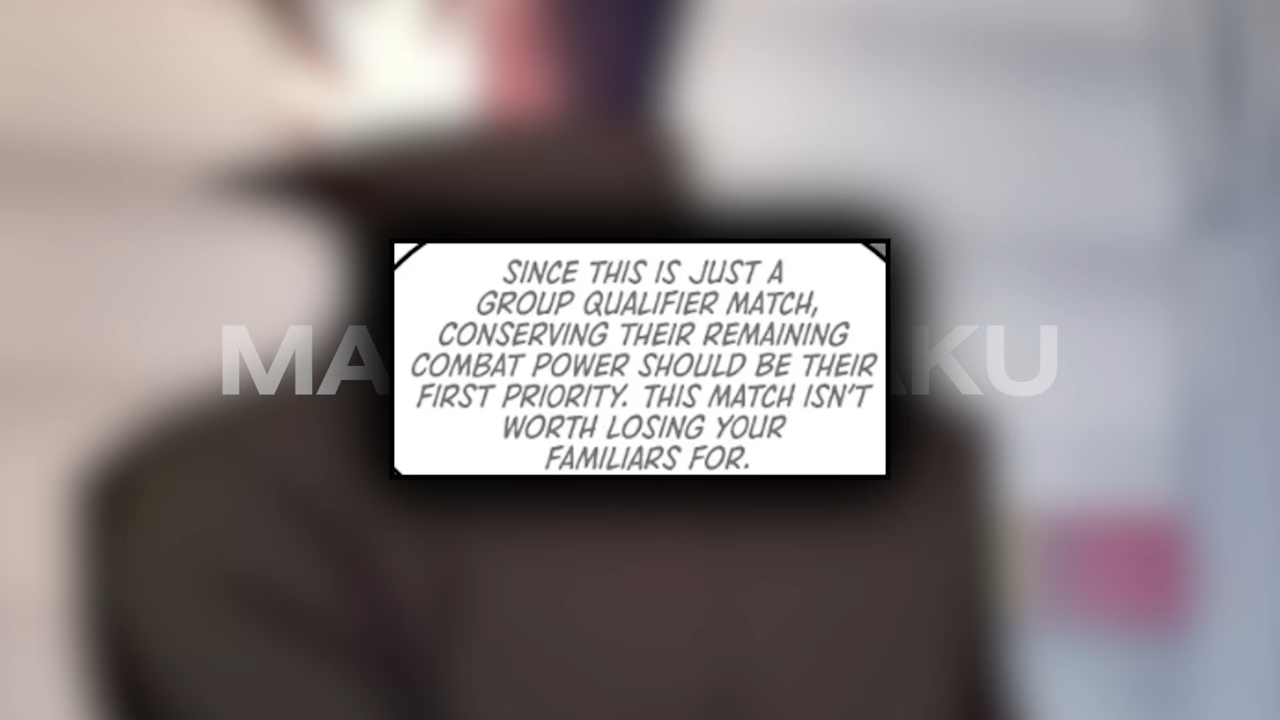 SINCE THIS IS JUST A
GROUP QUALIFIER MATCH,
CONSERVING THEIR REMAINING
COMBAT POWER SHOULD BE THEIR
FIRST PRIORITY. THIS MATCH ISN'T
WORTH LOSING YOUR
FAMILIARS FOR.